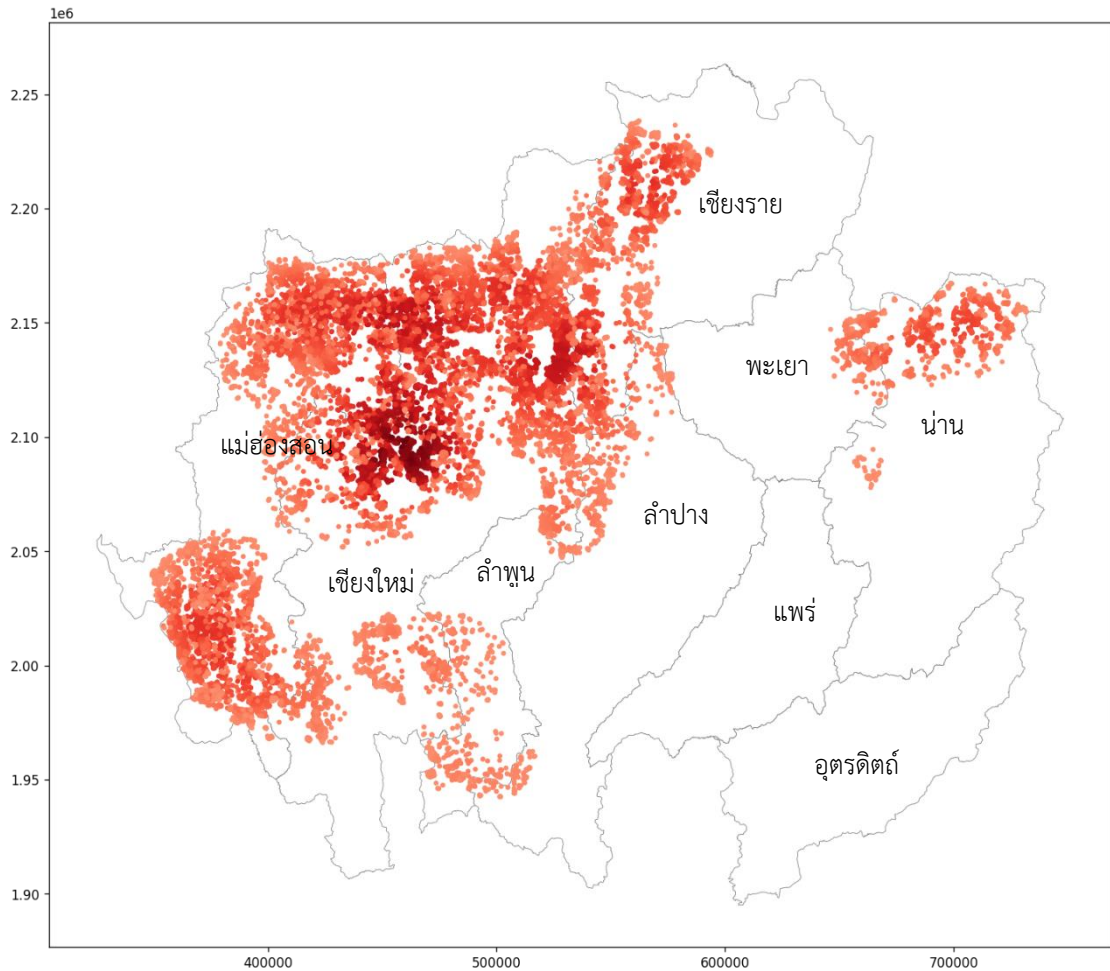 1e6
2.25
2.20
เชียงราย
2.15
พะเยา
2.10
แม่ฮ่องสอน
น่าน
ลำปาง
2.05
เชียงใหม่
ลำพูน
แพร่
2.00
1.95
อุตรดิตถ์
1.90
400000
500000
600000
700000